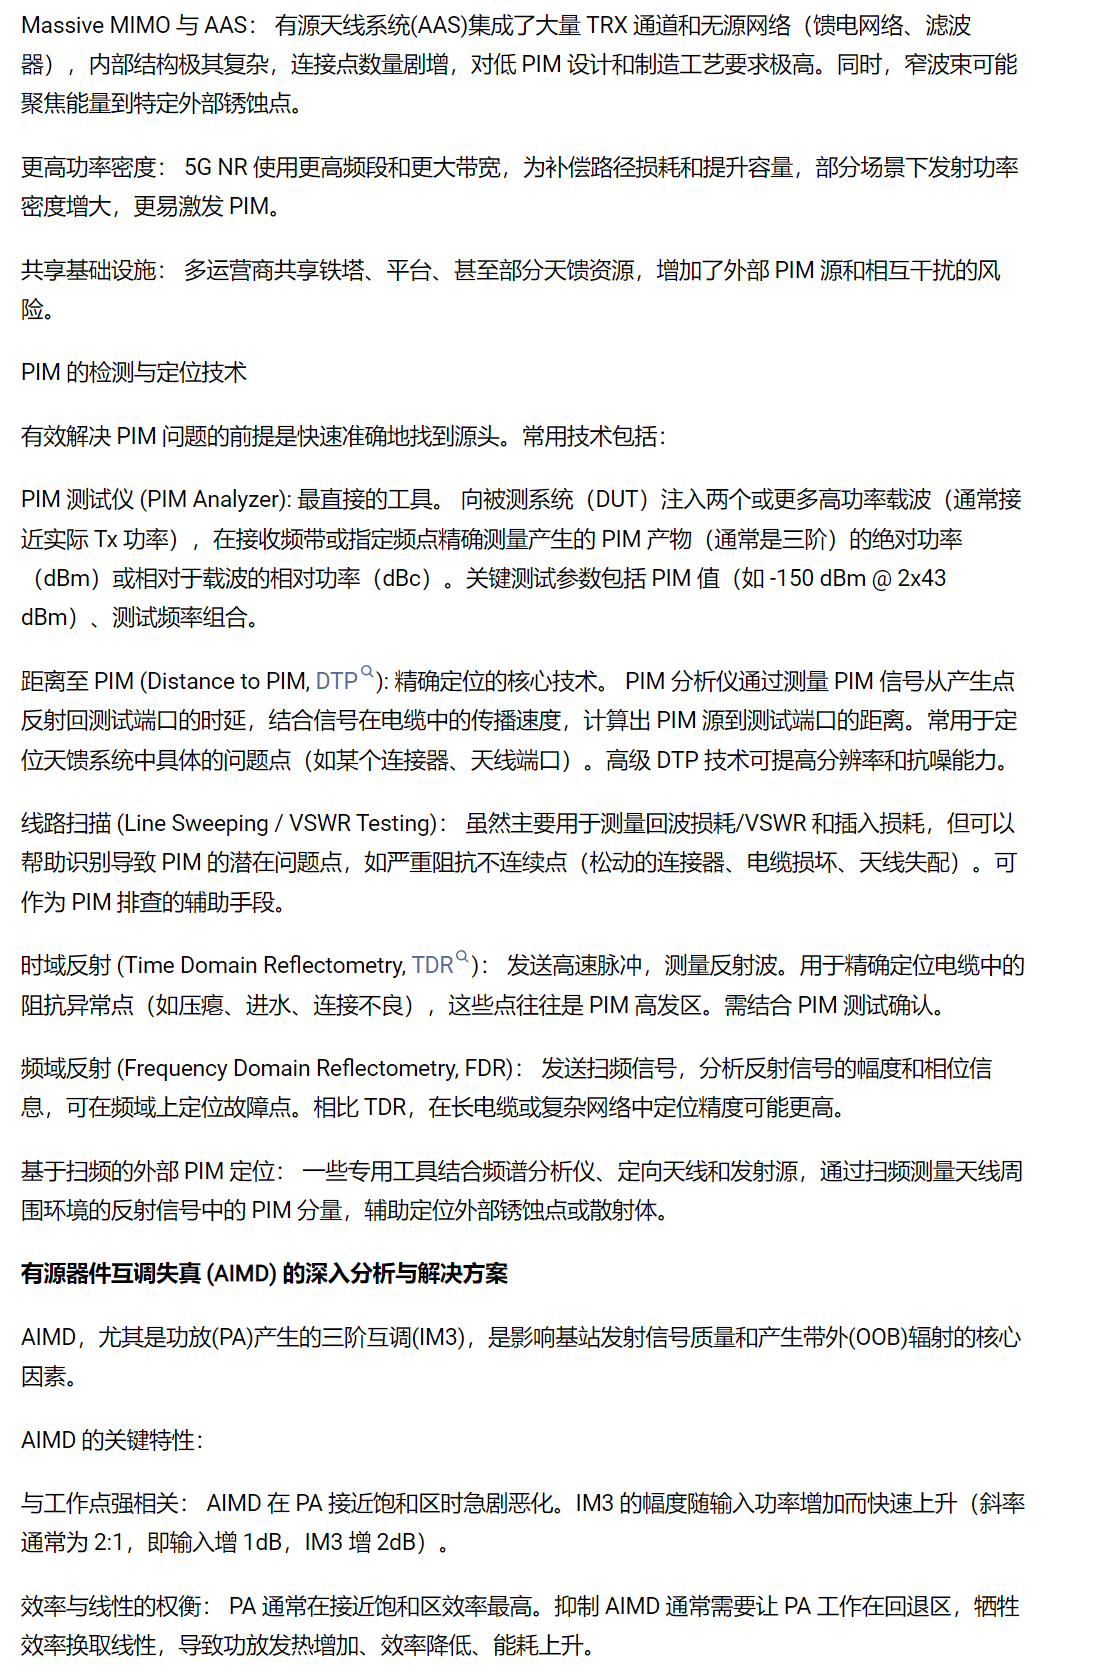 Massive MIMO 与 AAS： 有源天线系统(AAS)集成了大量 TRX 通道和无源网络（馈电网络、滤波
器），内部结构极其复杂，连接点数量剧增，对低 PIM 设计和制造工艺要求极高。同时，窄波束可能
聚焦能量到特定外部锈蚀点。
更高功率密度： 5G NR 使用更高频段和更大带宽，为补偿路径损耗和提升容量，部分场景下发射功率
密度增大，更易激发 PIM。
共享基础设施： 多运营商共享铁塔、平台、甚至部分天馈资源，增加了外部 PIM 源和相互干扰的风
险。
PIM 的检测与定位技术
有效解决 PIM 问题的前提是快速准确地找到源头。常用技术包括：
PIM 测试仪 (PIM Analyzer): 最直接的工具。 向被测系统（DUT）注入两个或更多高功率载波（通常接
近实际 Tx 功率），在接收频带或指定频点精确测量产生的 PIM 产物（通常是三阶）的绝对功率
（dBm）或相对于载波的相对功率（dBc）。关键测试参数包括 PIM 值（如 -150 dBm @ 2x43
dBm）、测试频率组合。
距离至 PIM (Distance to PIM, DTP): 精确定位的核心技术。 PIM 分析仪通过测量 PIM 信号从产生点
反射回测试端口的时延，结合信号在电缆中的传播速度，计算出 PIM 源到测试端口的距离。常用于定
位天馈系统中具体的问题点（如某个连接器、天线端口）。高级 DTP 技术可提高分辨率和抗噪能力。
线路扫描 (Line Sweeping / VSWR Testing)： 虽然主要用于测量回波损耗/VSWR 和插入损耗，但可以
帮助识别导致 PIM 的潜在问题点，如严重阻抗不连续点（松动的连接器、电缆损坏、天线失配）。可
作为 PIM 排查的辅助手段。
时域反射 (Time Domain Reflectometry, TDR)： 发送高速脉冲，测量反射波。用于精确定位电缆中的
阻抗异常点（如压瘪、进水、连接不良），这些点往往是 PIM 高发区。需结合 PIM 测试确认。
频域反射 (Frequency Domain Reflectometry, FDR)： 发送扫频信号，分析反射信号的幅度和相位信
息，可在频域上定位故障点。相比 TDR，在长电缆或复杂网络中定位精度可能更高。
基于扫频的外部 PIM 定位： 一些专用工具结合频谱分析仪、定向天线和发射源，通过扫频测量天线周
围环境的反射信号中的 PIM 分量，辅助定位外部锈蚀点或散射体。
有源器件互调失真 (AIMD) 的深入分析与解决方案
AIMD，尤其是功放(PA)产生的三阶互调(IM3)，是影响基站发射信号质量和产生带外(OOB)辐射的核心
因素。
AIMD 的关键特性：
与工作点强相关： AIMD 在 PA 接近饱和区时急剧恶化。IM3 的幅度随输入功率增加而快速上升（斜率
通常为 2:1，即输入增 1dB，IM3 增 2dB）。
效率与线性的权衡： PA 通常在接近饱和区效率最高。抑制 AIMD 通常需要让 PA 工作在回退区，牺牲
效率换取线性，导致功放发热增加、效率降低、能耗上升。